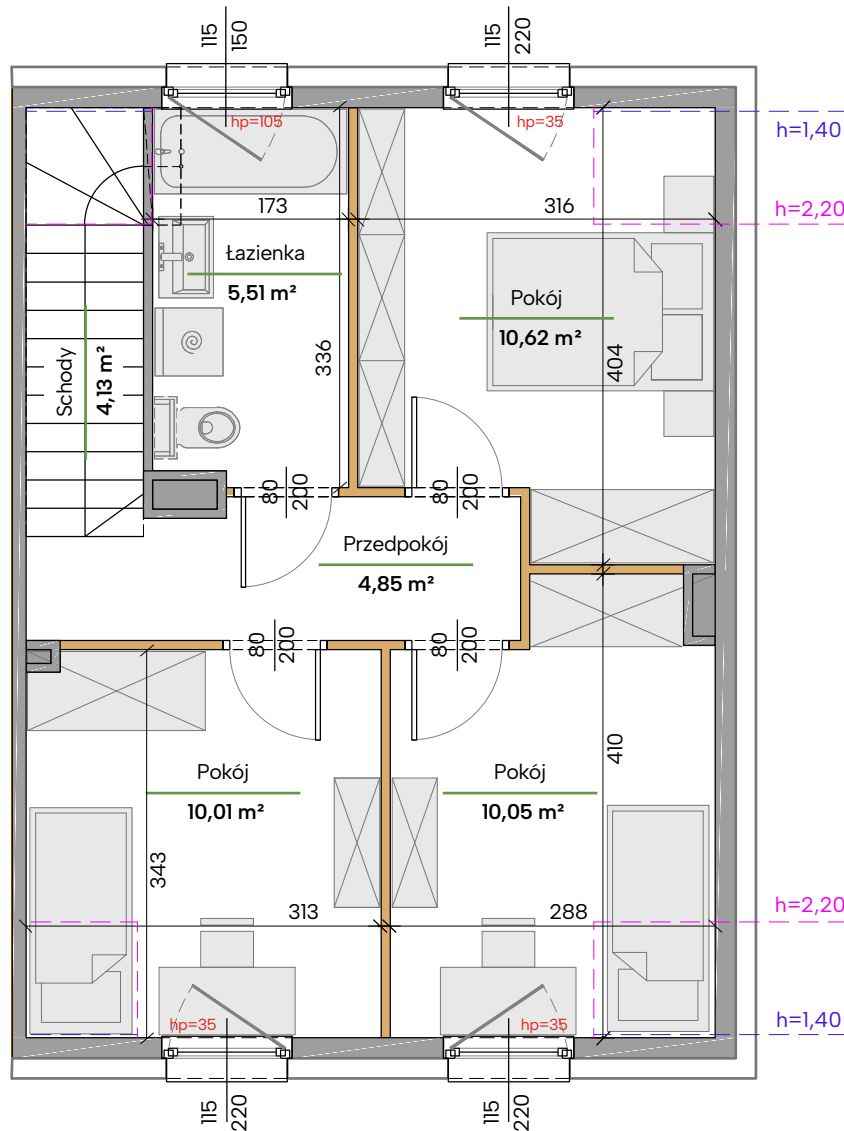 115
150
115
220
hp=105
hp=35
h=1,40
h=2,20
173
316
Łazienka
5,51 m²
Pokój
10,62 m²
336
404
Schody
4,13 m²
80
200
80
200
Przedpokój
4,85 m²
80
200
80
200
410
Pokój
10,01 m²
Pokój
10,05 m²
343
313
288
h=2,20
h=1,40
hp=35
hp=35
115
220
115
220